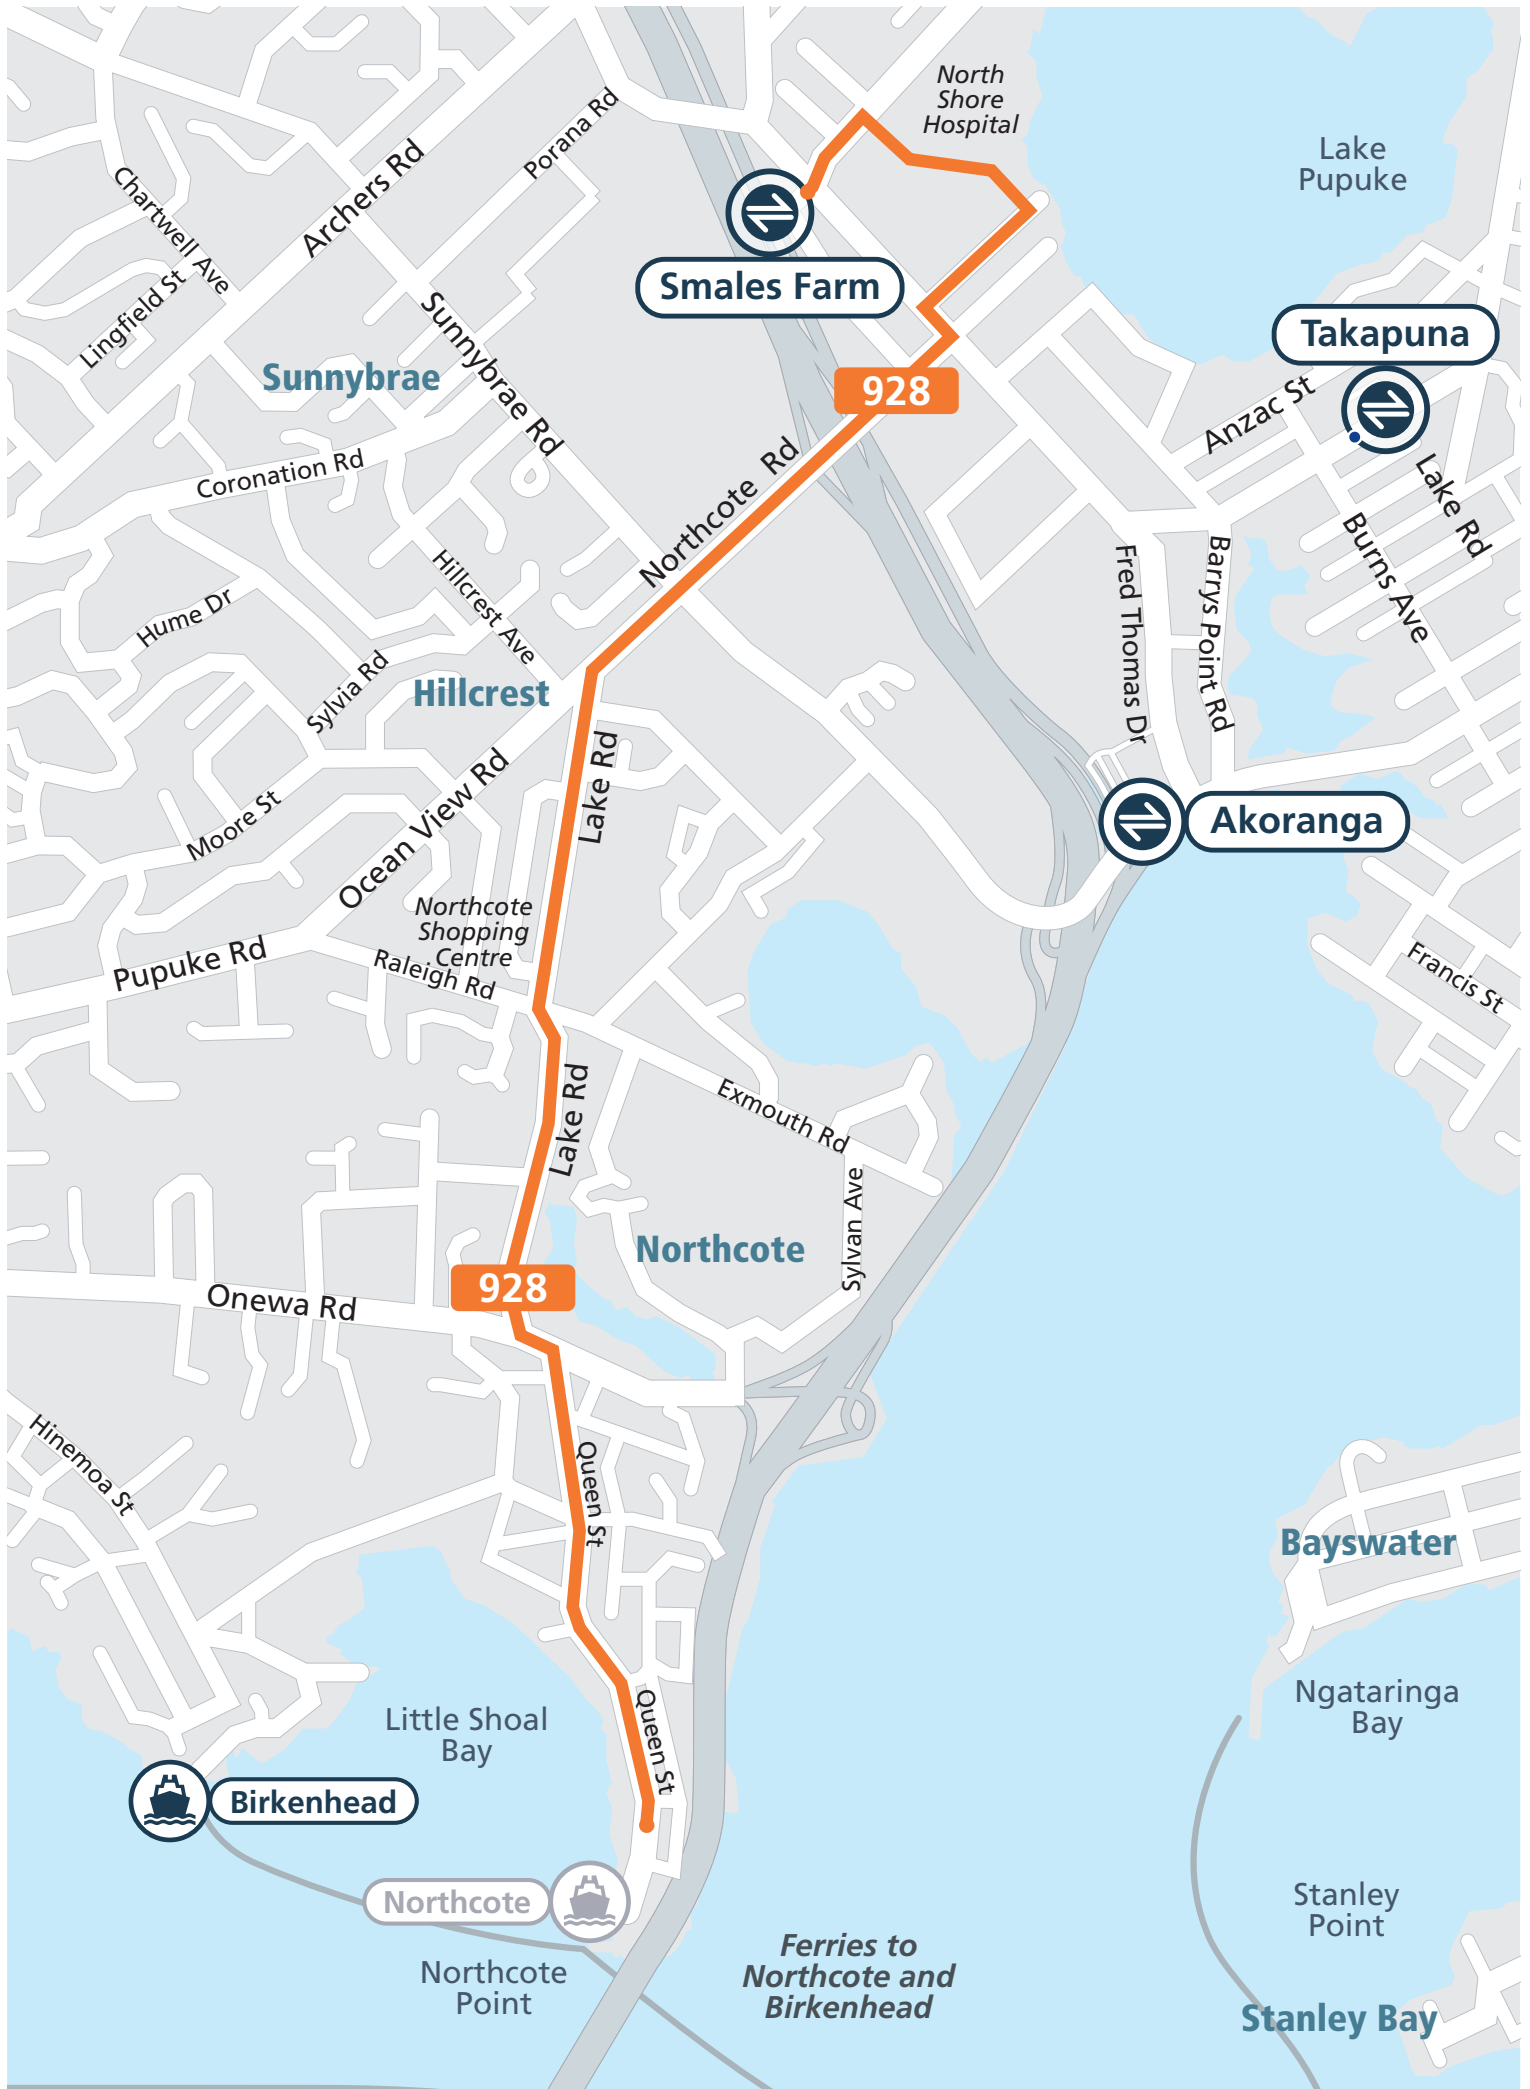 North
Shore
Hospital
Lake
Pupuke
Porana Rd
Archers Rd
Chartwell Ave
Lingfield St
Smales Farm
Takapuna
Sunnybrae Rd
Sunnybrae
928
Anzac St
Lake Rd
Coronation Rd
Northcote Rd
Burns Ave
Barrys Point Rd
Fred Thomas Dr
Hillcrest Ave
Hume Dr
Sylvia Rd
Hillcrest
Lake Rd
Ocean View Rd
Moore St
Akoranga
Northcote
Shopping
Centre
Pupuke Rd
Raleigh Rd
Francis St
Lake Rd
Exmouth Rd
Sylvan Ave
Northcote
928
Onewa Rd
Hinemoa St
Queen St
Bayswater
Queen St
Little Shoal
Bay
Ngataringa
Bay
Birkenhead
Northcote
Stanley
Point
Ferries to
Northcote and
Birkenhead
Northcote
Point
Stanley Bay